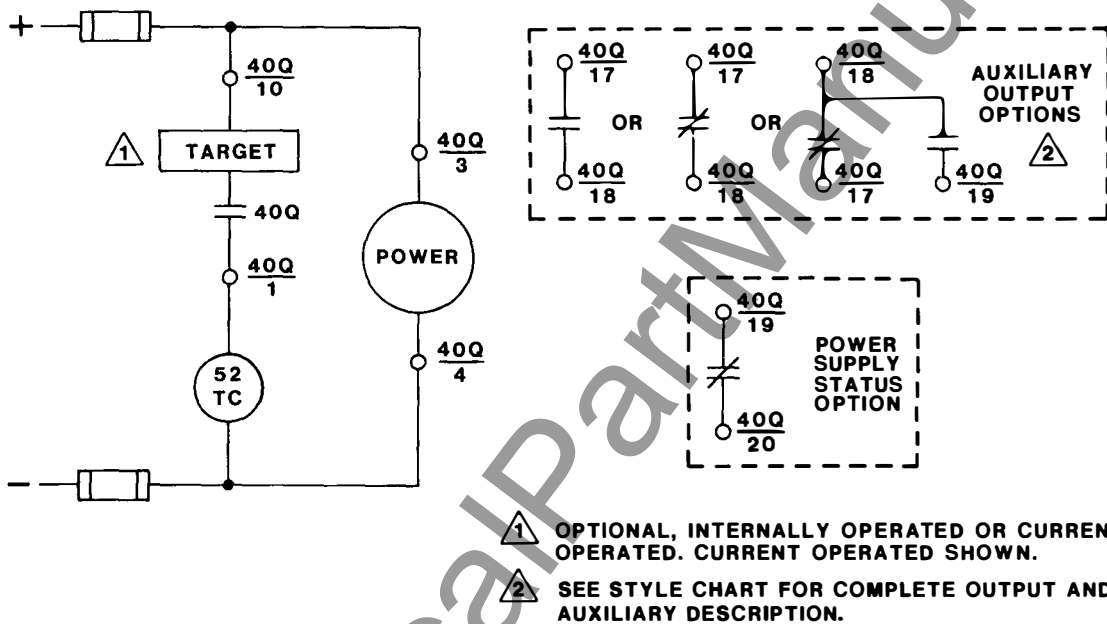 +
40Q
10
1
TARGET
40Q
40Q
1
52
TC
40Q
3
POWER
40Q
4
−
40Q
17
OR
40Q
18
40Q
17
OR
40Q
18
40Q
18
40Q
17
40Q
19
AUXILIARY
OUTPUT
OPTIONS
2
40Q
19
POWER
SUPPLY
STATUS
OPTION
40Q
20
1 OPTIONAL, INTERNALLY OPERATED OR CURREN
OPERATED. CURRENT OPERATED SHOWN.
2 SEE STYLE CHART FOR COMPLETE OUTPUT AND
AUXILIARY DESCRIPTION.
alPartManu